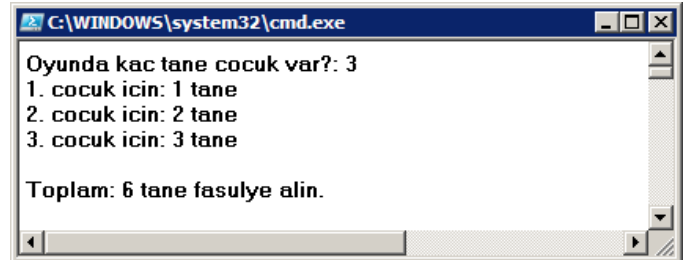 C:\WINDOWS\system32\cmd.exe
Oyunda kac tane cocuk var?: 3
1. cocuk icin: 1 tane
2. cocuk icin: 2 tane
3. cocuk icin: 3 tane
Toplam: 6 tane fasulye alin.